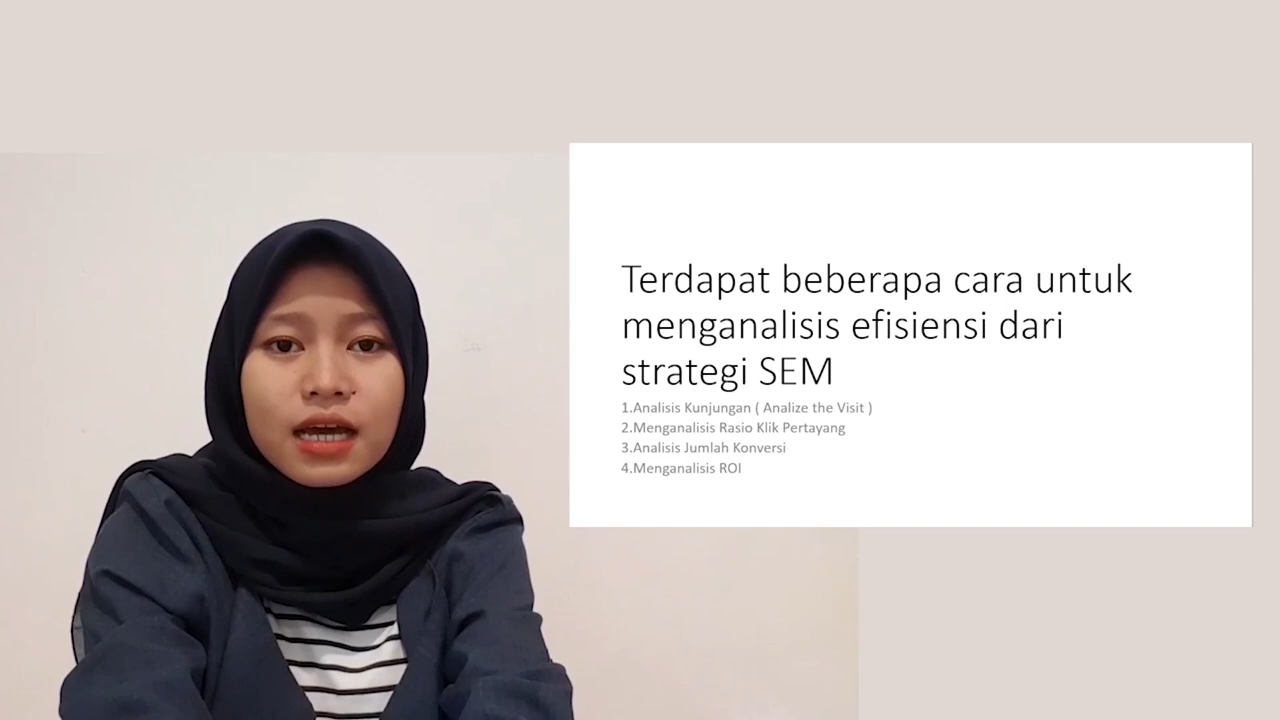 Terdapat beberapa cara untuk
menganalisis efisiensi dari
strategi SEM
1.Analisis Kunjungan ( Analize the Visit )
2.Menganalisis Rasio Klik Pertayang
3.Analisis Jumlah Konversi
4.Menganalisis ROI